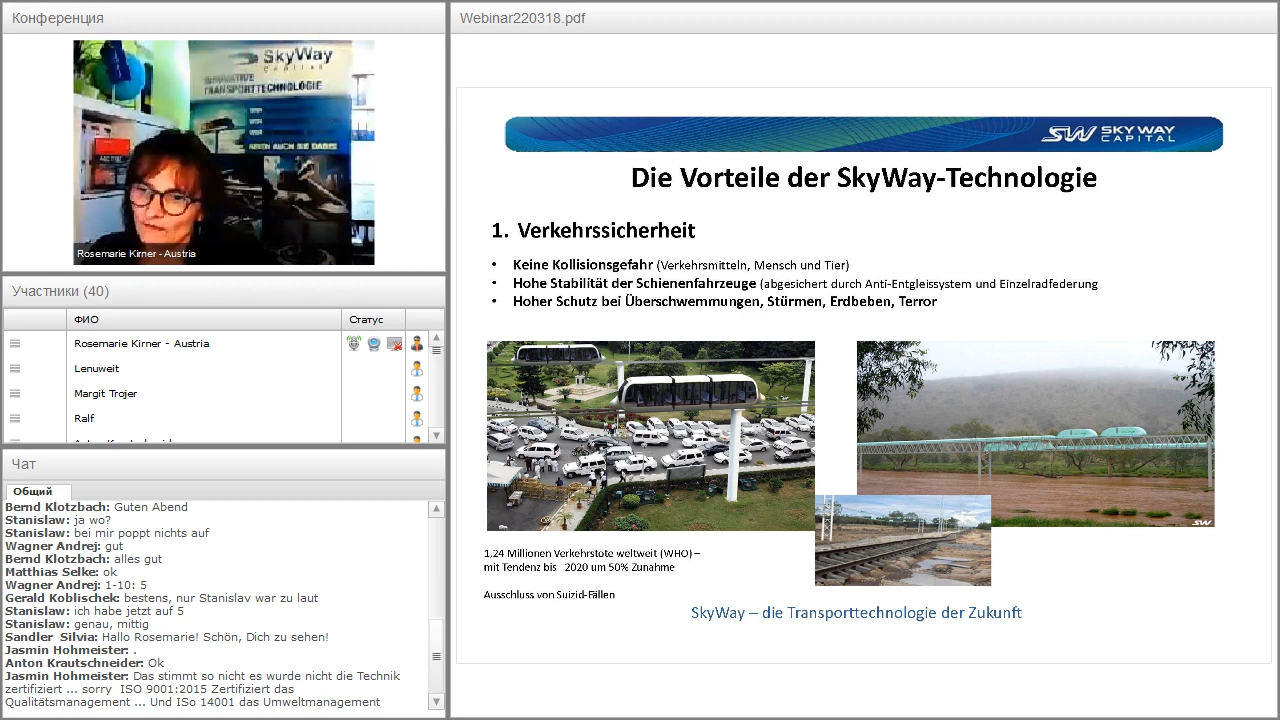 Конференция
SkyWay
Capital
INNOVATIVE
TRANSPORTTECHNOLOGIE
WERDEN AUCH SIE DABEI
Rosemarie Kirner - Austria
Участники (40)
ФИО Статус
Rosemarie Kirner - Austria
Lenuweit
Margit Trojer
Ralf
Чат
Общий
Bernd Klotzbach: Guten Abend
Stanislaw: ja wo?
Stanislaw: bei mir poppt nichts auf
Wagner Andrej: gut
Bernd Klotzbach: alles gut
Matthias Selke: ok
Wagner Andrej: 1-10: 5
Gerald Koblischek: bestens, nur Stanislav war zu laut
Stanislaw: ich habe jetzt auf 5
Stanislaw: genau, mittig
Sandler Silvia: Hallo Rosemarie! Schön, Dich zu sehen!
Jasmin Hohmeister: .
Anton Krautschneider: Ok
Jasmin Hohmeister: Das stimmt so nicht es wurde nicht die Technik
zertifiziert ... sorry ISO 9001:2015 Zertifiziert das
Qualitätsmanagement ... Und ISo 14001 das Umweltmanagement
Webinar220318.pdf
SW SKY WAY
CAPITAL
Die Vorteile der SkyWay-Technologie
1. Verkehrssicherheit
• Keine Kollisionsgefahr (Verkehrsmitteln, Mensch und Tier)
• Hohe Stabilität der Schienenfahrzeuge (abgesichert durch Anti-Entgleissystem und Einzelradfederung
• Hoher Schutz bei Überschwemmungen, Stürmen, Erdbeben, Terror
SW
1,24 Millionen Verkehrstote weltweit (WHO) –
mit Tendenz bis 2020 um 50% Zunahme
Ausschluss von Suizid-Fällen
SkyWay – die Transporttechnologie der Zukunft